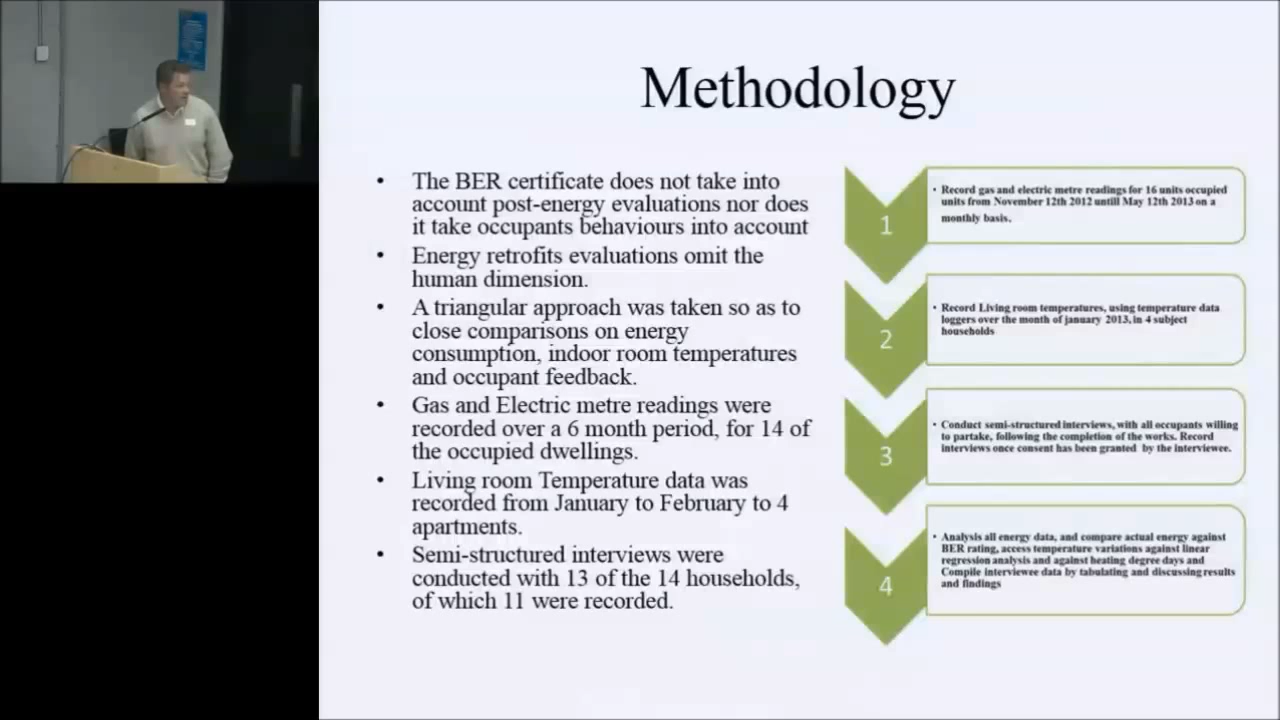 Methodology
• The BER certificate does not take into
account post-energy evaluations nor does
it take occupants behaviours into account
• Energy retrofits evaluations omit the
human dimension.
• A triangular approach was taken so as to
close comparisons on energy
consumption, indoor room temperatures
and occupant feedback.
• Gas and Electric metre readings were
recorded over a 6 month period, for 14 of
the occupied dwellings.
• Living room Temperature data was
recorded from January to February to 4
apartments.
• Semi-structured interviews were
conducted with 13 of the 14 households,
of which 11 were recorded.
1
• Record gas and electric metre readings for 16 units occupied
units from November 12th 2012 untill May 12th 2013 on a
monthly basis.
2
• Record Living room temperatures, using temperature data
loggers over the month of january 2013, in 4 subject
households
3
• Conduct semi-structured interviews, with all occupants willing
to partake, following the completion of the works. Record
interviews once consent has been granted by the interviewee.
4
• Analysis all energy data, and compare actual energy against
BER rating, access temperature variations against linear
regression analysis and against heating degree days and
Compile interviewee data by tabulating and discussing results
and findings